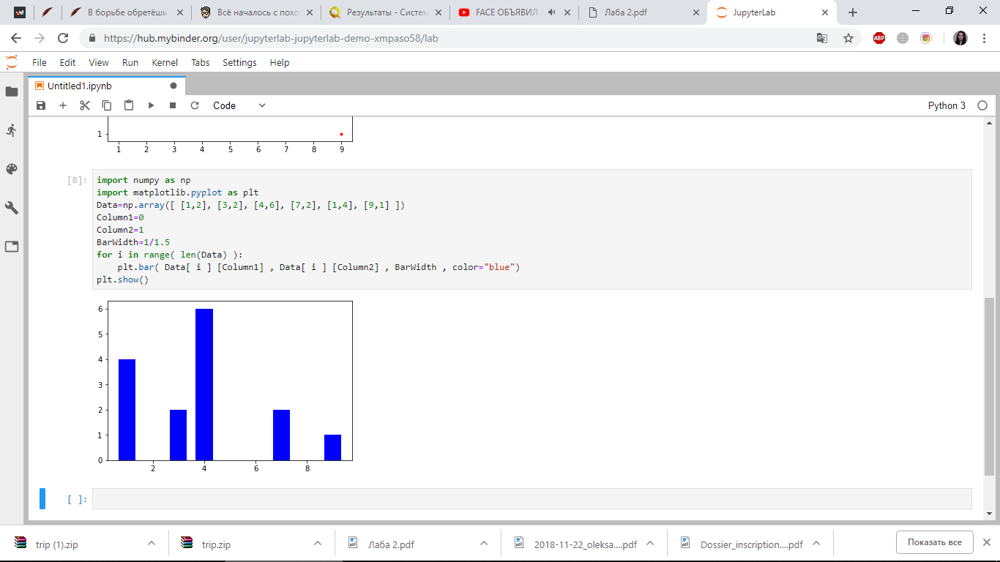 В борьбе обретёшь
Всё началось с похо
Результаты - Систем
FACE ОБЪЯВИЛ
Лаба 2.pdf
JupyterLab
https://hub.mybinder.org/user/jupyterlab-jupyterlab-demo-xmpaso58/lab
ABP
File Edit View Run Kernel Tabs Settings Help
Untitled1.ipynb
Code
Python 3
1
1 2 3 4 5 6 7 8 9
[8]:
import numpy as np
import matplotlib.pyplot as plt
Data=np.array([ [1,2], [3,2], [4,6], [7,2], [1,4], [9,1] ])
Column1=0
Column2=1
BarWidth=1/1.5
for i in range( len(Data) ):
    plt.bar( Data[ i ] [Column1] , Data[ i ] [Column2] , BarWidth , color="blue")
plt.show()
6
5
4
3
2
1
0
2 4 6 8
[ ]:
trip (1).zip
trip.zip
Лаба 2.pdf
2018-11-22_oleksa....pdf
Dossier_inscription....pdf
Показать все